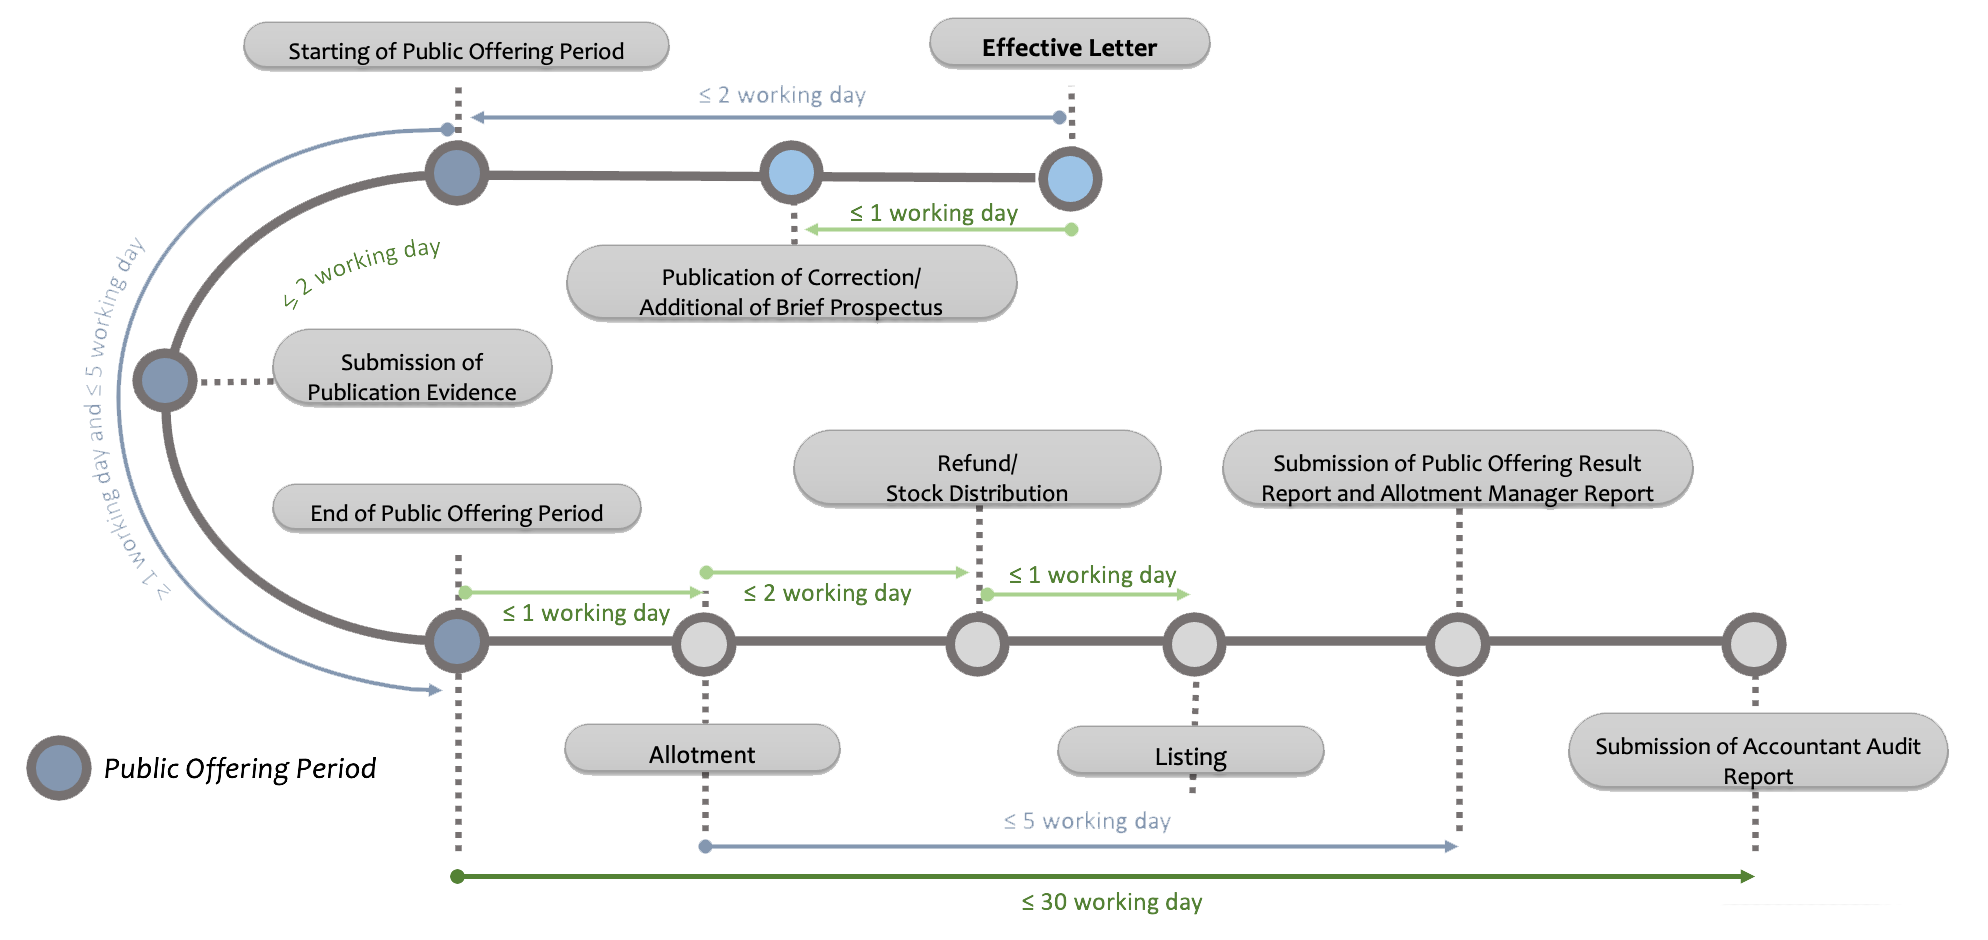 Starting of Public Offering Period
Effective Letter
≤ 2 working day
≤ 1 working day
Publication of Correction/
Additional of Brief Prospectus
≤ 2 working day
≥ 1 working day and ≤ 5 working day
Submission of
Publication Evidence
Refund/
Stock Distribution
Submission of Public Offering Result
Report and Allotment Manager Report
End of Public Offering Period
≤ 1 working day
≤ 2 working day
≤ 1 working day
Public Offering Period
Allotment
Listing
Submission of Accountant Audit
Report
≤ 5 working day
≤ 30 working day